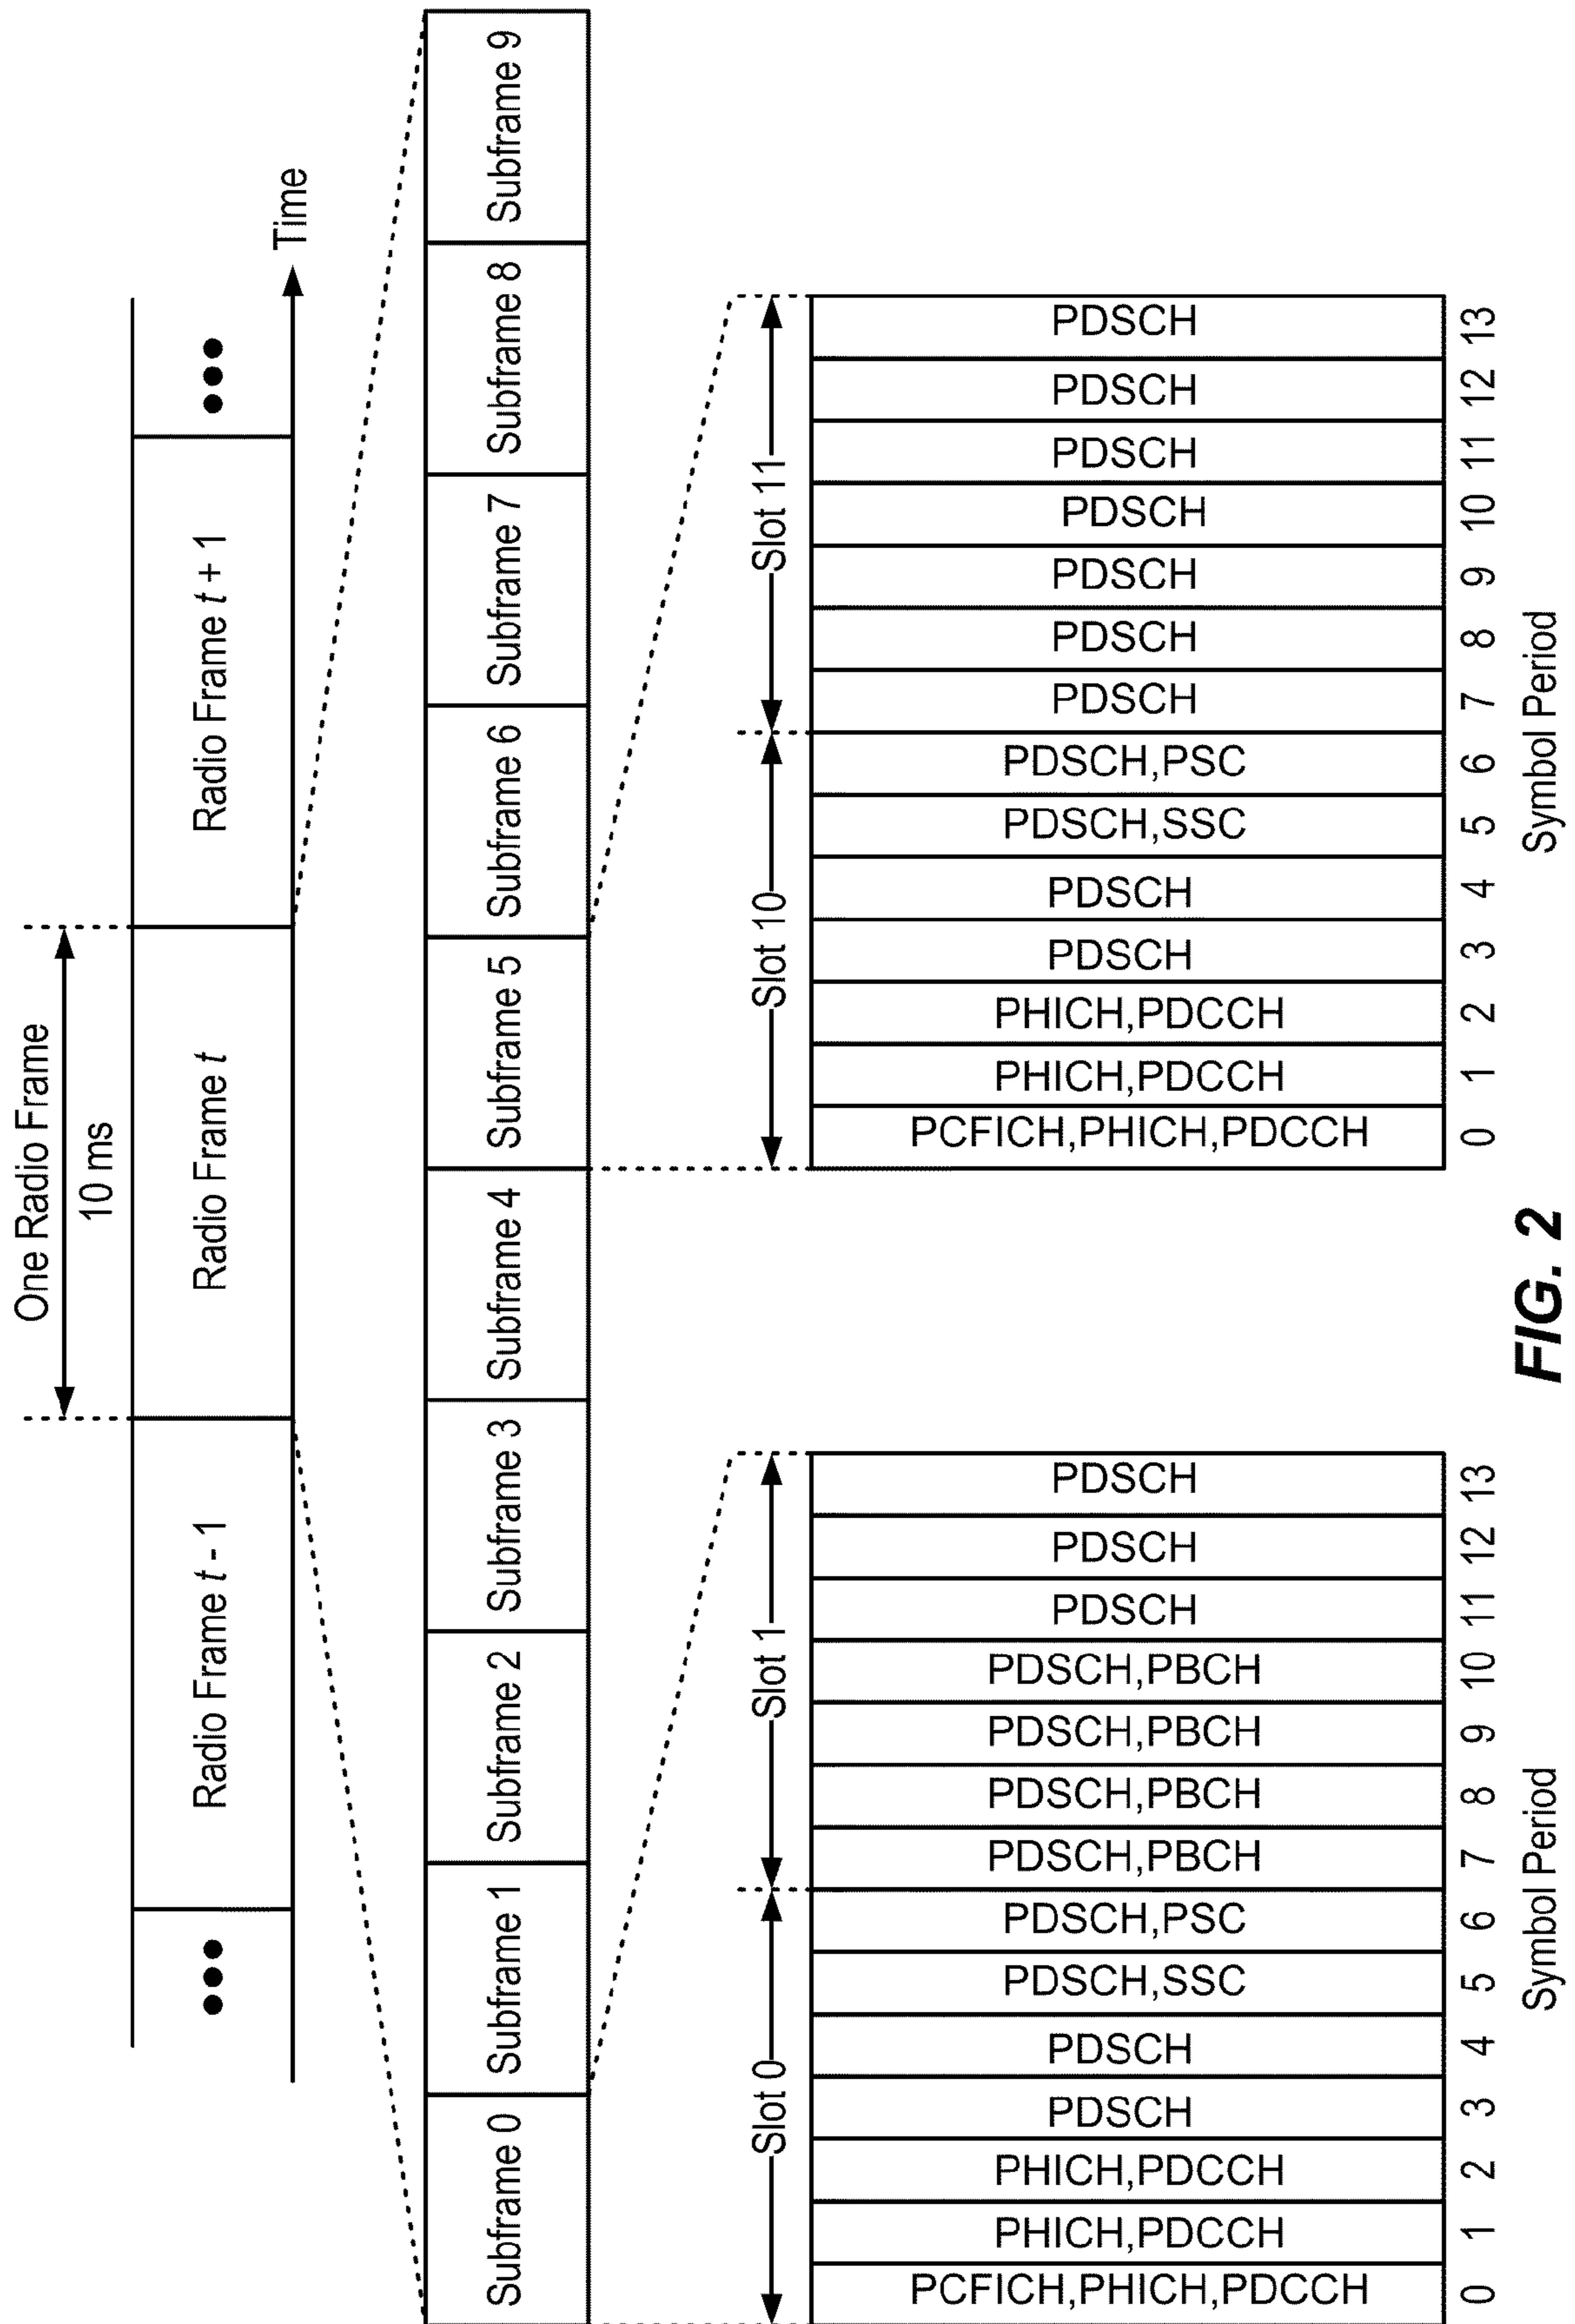 One Radio Frame
10 ms
Radio Frame t - 1
Radio Frame t
Radio Frame t + 1
Time
Subframe 0
Subframe 1
Subframe 2
Subframe 3
Subframe 4
Subframe 5
Subframe 6
Subframe 7
Subframe 8
Subframe 9
Slot 0
Slot 1
PCFICH,PHICH,PDCCH
PHICH,PDCCH
PHICH,PDCCH
PDSCH
PDSCH
PDSCH,SSC
PDSCH,PSC
PDSCH,PBCH
PDSCH,PBCH
PDSCH,PBCH
PDSCH,PBCH
PDSCH
PDSCH
PDSCH
0 1 2 3 4 5 6 7 8 9 10 11 12 13
Symbol Period
Slot 10
Slot 11
PCFICH,PHICH,PDCCH
PHICH,PDCCH
PHICH,PDCCH
PDSCH
PDSCH
PDSCH,SSC
PDSCH,PSC
PDSCH
PDSCH
PDSCH
PDSCH
PDSCH
PDSCH
PDSCH
0 1 2 3 4 5 6 7 8 9 10 11 12 13
Symbol Period
FIG. 2